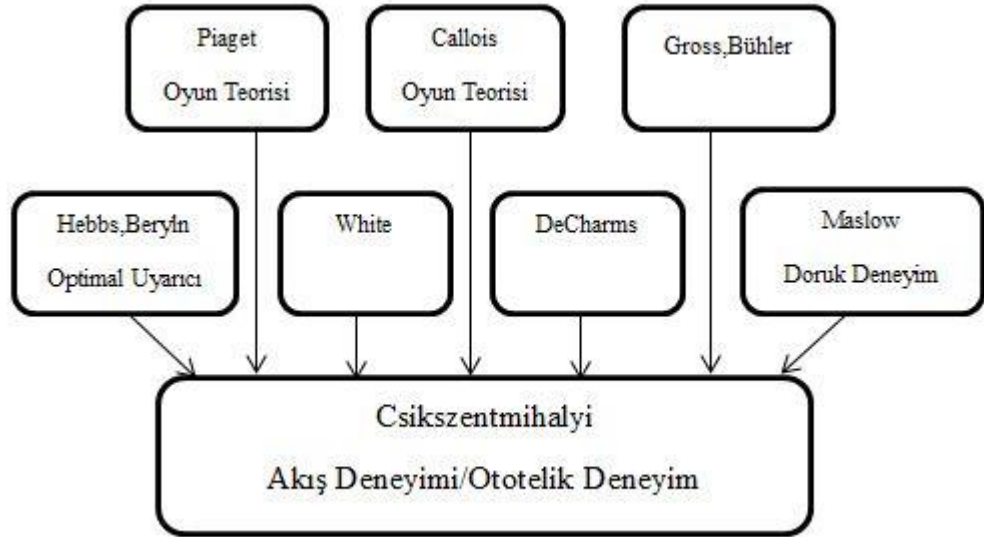 Piaget
Oyun Teorisi
Callois
Oyun Teorisi
Gross,Bühler
Hebbs,Beryln
Optimal Uyarıcı
White
DeCharms
Maslow
Doruk Deneyim
Csikszentmihalyi
Akış Deneyimi/Ototelik Deneyim